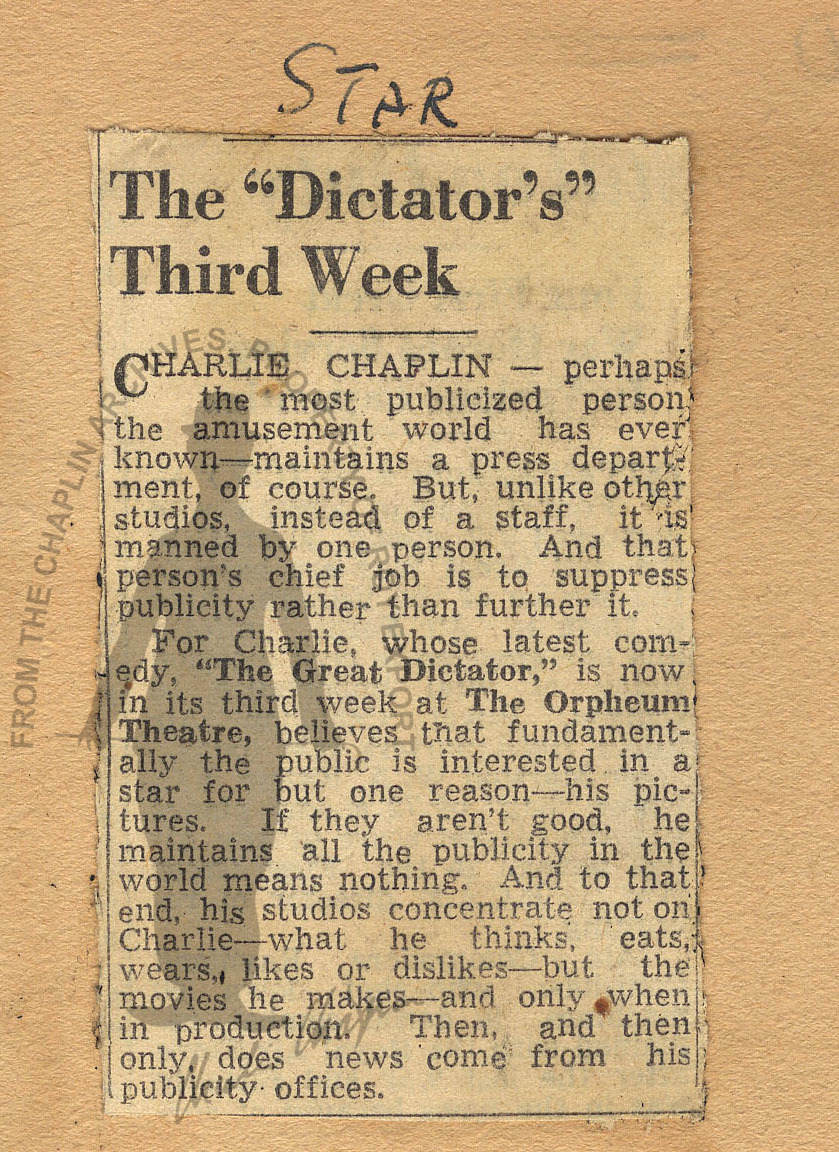 STAR
The “Dictator’s”
Third Week
CHARLIE CHAPLIN — perhaps
the most publicized person
the amusement world has ever
known—maintains a press depart-
ment, of course. But, unlike other
studios, instead of a staff, it is
manned by one person. And that
person's chief job is to suppress
publicity rather than further it.
For Charlie, whose latest com-
edy, “The Great Dictator,” is now
in its third week at The Orpheum
Theatre, believes that fundament-
ally the public is interested in a
star for but one reason—his pic-
tures. If they aren't good, he
maintains all the publicity in the
world means nothing. And to that
end, his studios concentrate not on
Charlie—what he thinks, eats,
wears, likes or dislikes—but the
movies he makes—and only when
in production. Then, and then
only, does news come from his
publicity offices.
FROM THE CHAPLIN ARCHIVES. PROPERTY OF ROY EXPORT